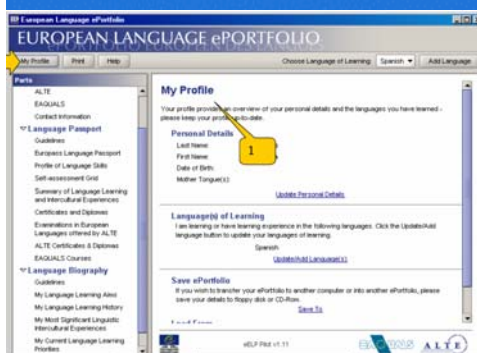 European Language ePortfolio
EUROPEAN LANGUAGE ePORTFOLIO
My Profile Print Help Choose Language of Learning: Spanish Add Language
Parts
ALTE
EAQUALS
Contact Information
Language Passport
Guidelines
Europass Language Passport
Profile of Language Skills
Self-assessment Grid
Summary of Language Learning
and Intercultural Experiences
Certificates and Diplomas
Examinations in European
Languages offered by ALTE
ALTE Certificates & Diplomas
EAQUALS Courses
Language Biography
Guidelines
My Language Learning Aims
My Language Learning History
My Most Significant Linguistic
Intercultural Experiences
My Current Language Learning
Priorities
My Profile
Your profile provides an overview of your personal details and the languages you have learned -
please keep your profile up-to-date.
Personal Details
Last Name:
First Name:
Date of Birth:
Mother Tongue(s):
1
Update Personal Details
Language(s) of Learning
I am learning or have learning experience in the following languages. Click the Update/Add
language button to update your languages of learning.
Spanish
Update/Add Language(s)
Save ePortfolio
If you wish to transfer your ePortfolio to another computer or into another ePortfolio, please
save your details to floppy disk or CD-Rom.
Save To
eELP Pilot v1.11
EAQUALS ALTE